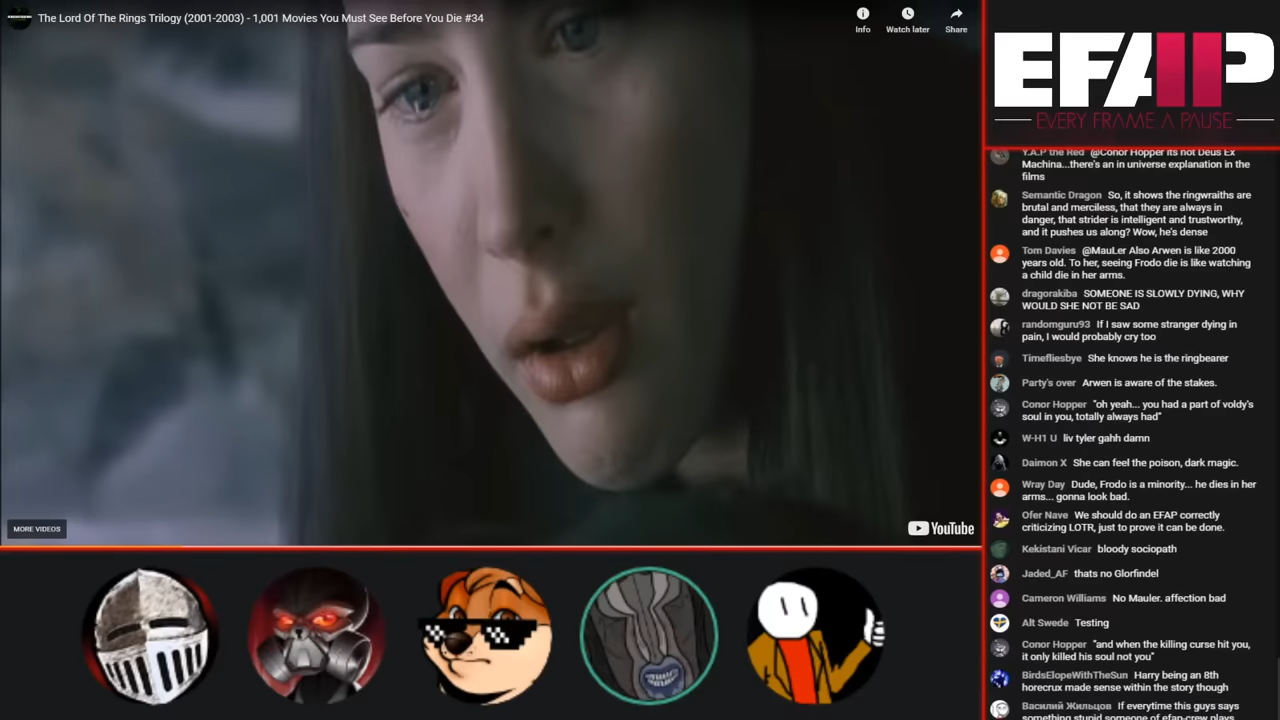 The Lord Of The Rings Trilogy (2001-2003) - 1,001 Movies You Must See Before You Die #34
Info
Watch later
Share
MORE VIDEOS
YouTube
EFAP
EVERY FRAME A PAUSE
Y.A.P the Red @Conor Hopper its not Deus Ex
Machina...there's an in universe explanation in the
films
Semantic Dragon So, it shows the ringwraiths are
brutal and merciless, that they are always in
danger, that strider is intelligent and trustworthy,
and it pushes us along? Wow, he's dense
Tom Davies @MauLer Also Arwen is like 2000
years old. To her, seeing Frodo die is like watching
a child die in her arms.
dragorakiba SOMEONE IS SLOWLY DYING, WHY
WOULD SHE NOT BE SAD
randomguru93 If I saw some stranger dying in
pain, I would probably cry too
Timefliesbye She knows he is the ringbearer
Party's over Arwen is aware of the stakes.
Conor Hopper "oh yeah... you had a part of voldy's
soul in you, totally always had"
W-H1 U liv tyler gahh damn
Daimon X She can feel the poison, dark magic.
Wray Day Dude, Frodo is a minority... he dies in her
arms... gonna look bad.
Ofer Nave We should do an EFAP correctly
criticizing LOTR, just to prove it can be done.
Kekistani Vicar bloody sociopath
Jaded_AF thats no Glorfindel
Cameron Williams No Mauler. affection bad
Alt Swede Testing
Conor Hopper "and when the killing curse hit you,
it only killed his soul not you"
BirdsElopeWithTheSun Harry being an 8th
horecrux made sense within the story though
Василий Жильцов If everytime this guys says
something stupid someone of efap-crew plays